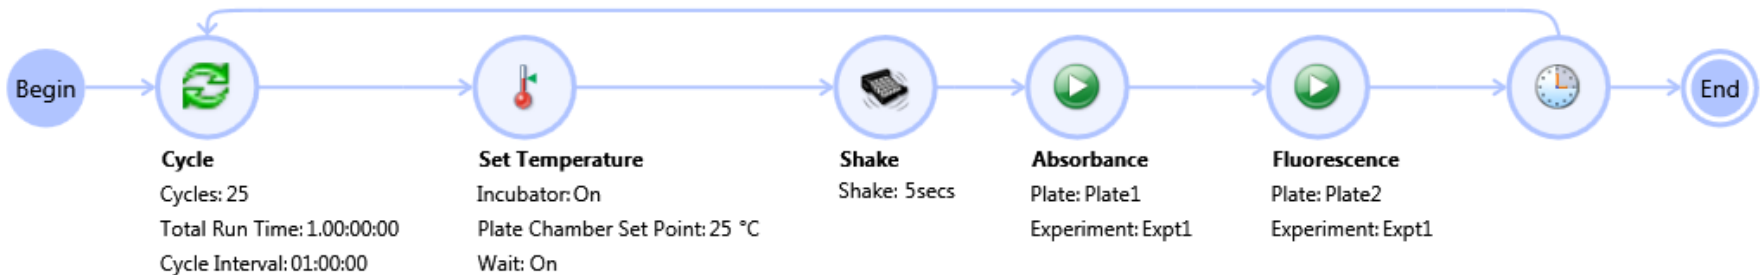 Begin
Cycle
Cycles: 25
Total Run Time: 1.00:00:00
Cycle Interval: 01:00:00
Set Temperature
Incubator: On
Plate Chamber Set Point: 25 °C
Wait: On
Shake
Shake: 5secs
Absorbance
Plate: Plate1
Experiment: Expt1
Fluorescence
Plate: Plate2
Experiment: Expt1
End